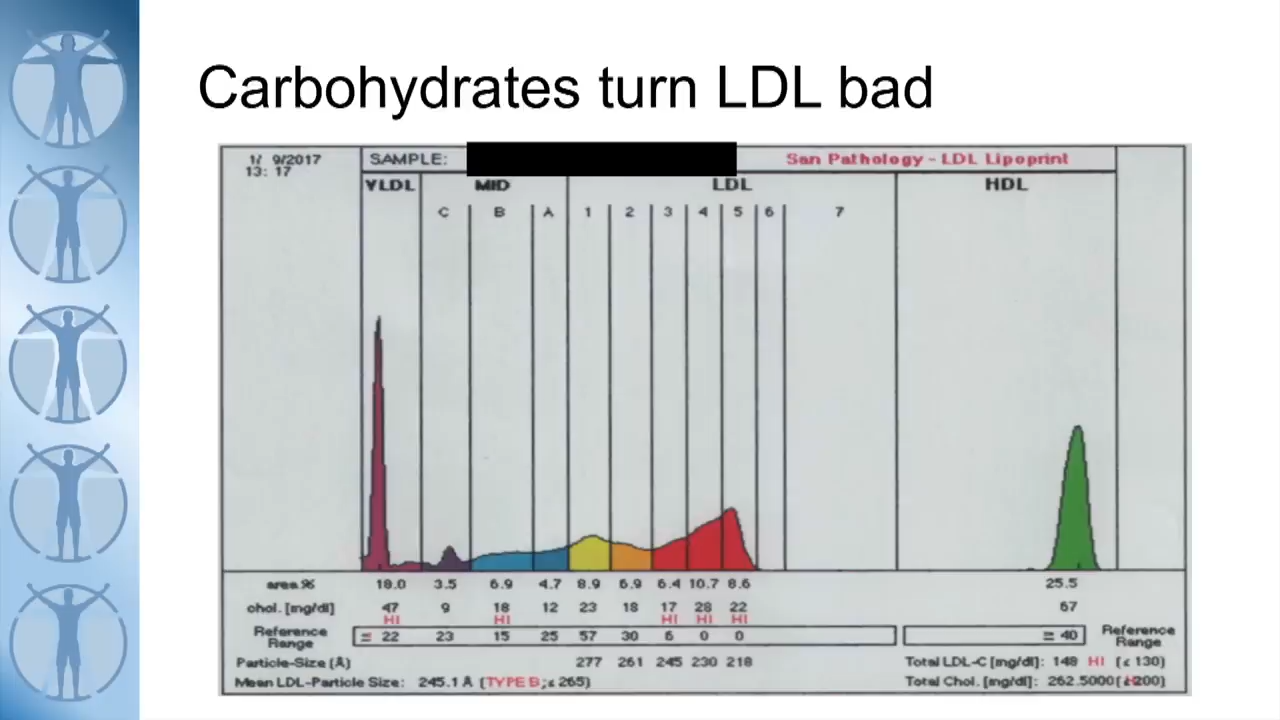 Carbohydrates turn LDL bad
1/ 9/2017
13: 17
SAMPLE:
San Pathology - LDL Lipoprint
VLDL MID LDL HDL
C B A 1 2 3 4 5 6 7
area% 18.0 3.5 6.9 4.7 8.9 6.9 6.4 10.7 8.6 25.5
chol. [mg/dl] 47 9 18 12 23 18 17 28 22 67
HI HI HI HI HI
Reference Range 22 23 15 25 57 30 6 0 0 40 Reference Range
Particle-Size (Å) 277 261 245 230 218 Total LDL-C [mg/dl]: 148 HI (≤ 130)
Mean LDL-Particle Size: 245.1 Å (TYPE B; ≤ 265) Total Chol. [mg/dl]: 262.5000